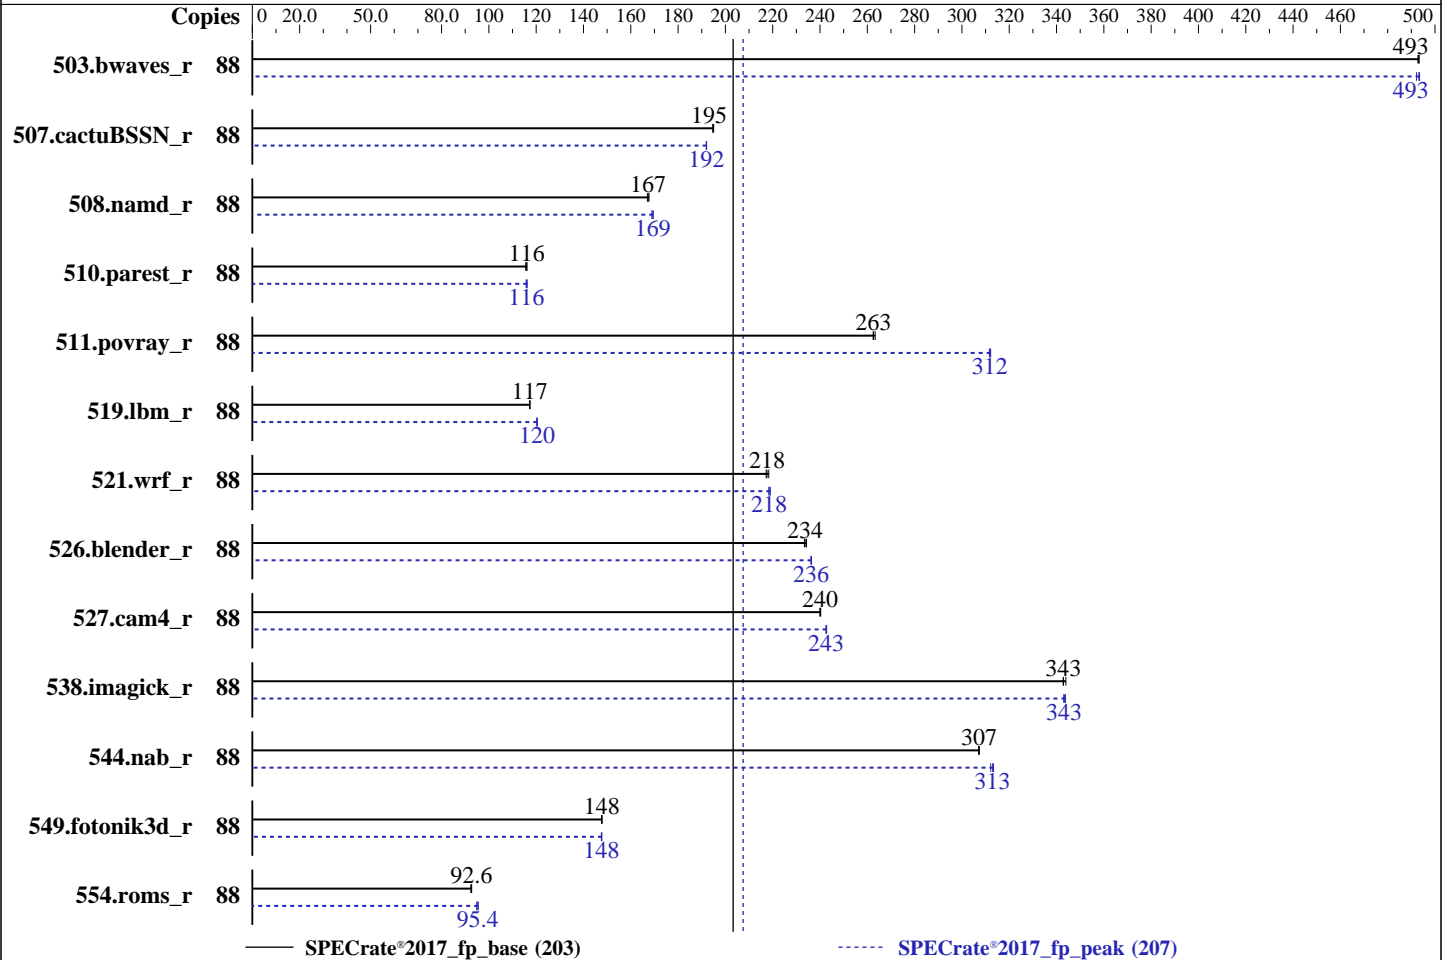 Copies 0 20.0 50.0 80.0 100 120 140 160 180 200 220 240 260 280 300 320 340 360 380 400 420 440 460 500
503.bwaves_r 88 493
493
507.cactuBSSN_r 88 195
192
508.namd_r 88 167
169
510.parest_r 88 116
116
511.povray_r 88 263
312
519.lbm_r 88 117
120
521.wrf_r 88 218
218
526.blender_r 88 234
236
527.cam4_r 88 240
243
538.imagick_r 88 343
343
544.nab_r 88 307
313
549.fotonik3d_r 88 148
148
554.roms_r 88 92.6
95.4
SPECrate®2017_fp_base (203) SPECrate®2017_fp_peak (207)